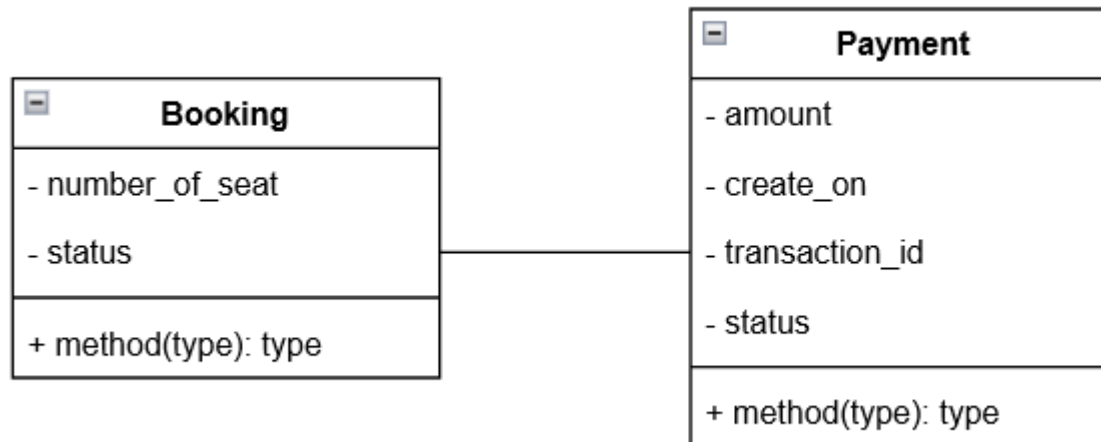 Booking
- number_of_seat
- status
+ method(type): type
Payment
- amount
- create_on
- transaction_id
- status
+ method(type): type